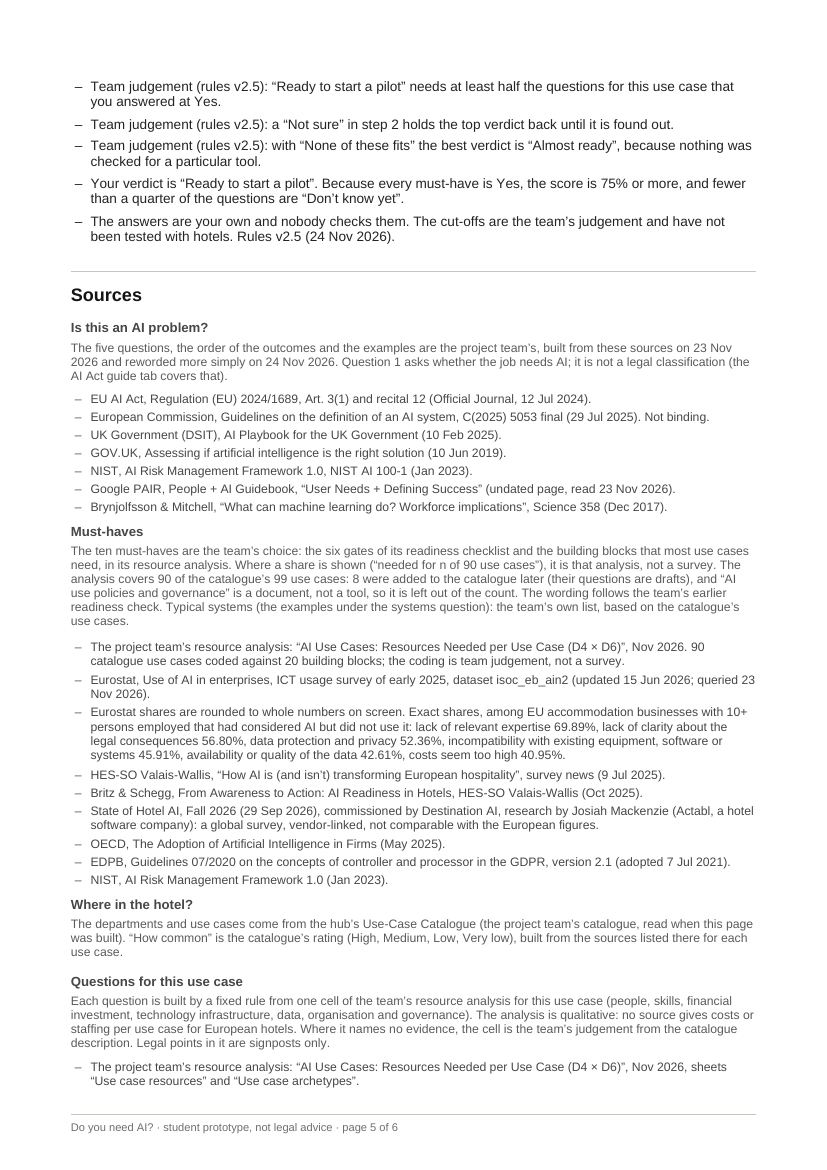 – Team judgement (rules v2.5): “Ready to start a pilot” needs at least half the questions for this use case that
you answered at Yes.
– Team judgement (rules v2.5): a “Not sure” in step 2 holds the top verdict back until it is found out.
– Team judgement (rules v2.5): with “None of these fits” the best verdict is “Almost ready”, because nothing was
checked for a particular tool.
– Your verdict is “Ready to start a pilot”. Because every must-have is Yes, the score is 75% or more, and fewer
than a quarter of the questions are “Don’t know yet”.
– The answers are your own and nobody checks them. The cut-offs are the team’s judgement and have not
been tested with hotels. Rules v2.5 (24 Nov 2026).
Sources
Is this an AI problem?
The five questions, the order of the outcomes and the examples are the project team’s, built from these sources on 23 Nov
2026 and reworded more simply on 24 Nov 2026. Question 1 asks whether the job needs AI; it is not a legal classification (the
AI Act guide tab covers that).
– EU AI Act, Regulation (EU) 2024/1689, Art. 3(1) and recital 12 (Official Journal, 12 Jul 2024).
– European Commission, Guidelines on the definition of an AI system, C(2025) 5053 final (29 Jul 2025). Not binding.
– UK Government (DSIT), AI Playbook for the UK Government (10 Feb 2025).
– GOV.UK, Assessing if artificial intelligence is the right solution (10 Jun 2019).
– NIST, AI Risk Management Framework 1.0, NIST AI 100-1 (Jan 2023).
– Google PAIR, People + AI Guidebook, “User Needs + Defining Success” (undated page, read 23 Nov 2026).
– Brynjolfsson & Mitchell, “What can machine learning do? Workforce implications”, Science 358 (Dec 2017).
Must-haves
The ten must-haves are the team’s choice: the six gates of its readiness checklist and the building blocks that most use cases
need, in its resource analysis. Where a share is shown (“needed for n of 90 use cases”), it is that analysis, not a survey. The
analysis covers 90 of the catalogue’s 99 use cases: 8 were added to the catalogue later (their questions are drafts), and “AI
use policies and governance” is a document, not a tool, so it is left out of the count. The wording follows the team’s earlier
readiness check. Typical systems (the examples under the systems question): the team’s own list, based on the catalogue’s
use cases.
– The project team’s resource analysis: “AI Use Cases: Resources Needed per Use Case (D4 × D6)”, Nov 2026. 90
catalogue use cases coded against 20 building blocks; the coding is team judgement, not a survey.
– Eurostat, Use of AI in enterprises, ICT usage survey of early 2025, dataset isoc_eb_ain2 (updated 15 Jun 2026; queried 23
Nov 2026).
– Eurostat shares are rounded to whole numbers on screen. Exact shares, among EU accommodation businesses with 10+
persons employed that had considered AI but did not use it: lack of relevant expertise 69.89%, lack of clarity about the
legal consequences 56.80%, data protection and privacy 52.36%, incompatibility with existing equipment, software or
systems 45.91%, availability or quality of the data 42.61%, costs seem too high 40.95%.
– HES-SO Valais-Wallis, “How AI is (and isn’t) transforming European hospitality”, survey news (9 Jul 2025).
– Britz & Schegg, From Awareness to Action: AI Readiness in Hotels, HES-SO Valais-Wallis (Oct 2025).
– State of Hotel AI, Fall 2026 (29 Sep 2026), commissioned by Destination AI, research by Josiah Mackenzie (Actabl, a hotel
software company): a global survey, vendor-linked, not comparable with the European figures.
– OECD, The Adoption of Artificial Intelligence in Firms (May 2025).
– EDPB, Guidelines 07/2020 on the concepts of controller and processor in the GDPR, version 2.1 (adopted 7 Jul 2021).
– NIST, AI Risk Management Framework 1.0 (Jan 2023).
Where in the hotel?
The departments and use cases come from the hub’s Use-Case Catalogue (the project team’s catalogue, read when this page
was built). “How common” is the catalogue’s rating (High, Medium, Low, Very low), built from the sources listed there for each
use case.
Questions for this use case
Each question is built by a fixed rule from one cell of the team’s resource analysis for this use case (people, skills, financial
investment, technology infrastructure, data, organisation and governance). The analysis is qualitative: no source gives costs or
staffing per use case for European hotels. Where it names no evidence, the cell is the team’s judgement from the catalogue
description. Legal points in it are signposts only.
– The project team’s resource analysis: “AI Use Cases: Resources Needed per Use Case (D4 × D6)”, Nov 2026, sheets
“Use case resources” and “Use case archetypes”.
Do you need AI? · student prototype, not legal advice · page 5 of 6